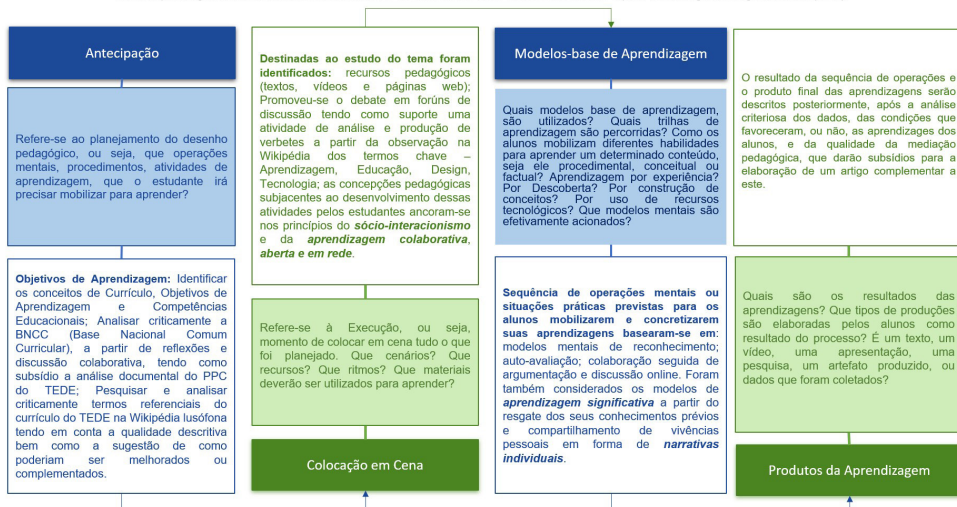 Antecipação
Refere-se ao planejamento do desenho
pedagógico, ou seja, que operações
mentais, procedimentos, atividades de
aprendizagem, que o estudante irá
precisar mobilizar para aprender?
Objetivos de Aprendizagem: Identificar
os conceitos de Currículo, Objetivos de
Aprendizagem e Competências
Educacionais; Analisar criticamente a
BNCC (Base Nacional Comum
Curricular), a partir de reflexões e
discussão colaborativa, tendo como
subsídio a análise documental do PPC
do TEDE; Pesquisar e analisar
criticamente termos referenciais do
currículo do TEDE na Wikipédia lusófona
tendo em conta a qualidade descritiva
bem como a sugestão de como
poderiam ser melhorados ou
complementados.
Destinadas ao estudo do tema foram
identificados: recursos pedagógicos
(textos, vídeos e páginas web);
Promoveu-se o debate em forúns de
discussão tendo como suporte uma
atividade de análise e produção de
verbetes a partir da observação na
Wikipédia dos termos chave –
Aprendizagem, Educação, Design,
Tecnologia; as concepções pedagógicas
subjacentes ao desenvolvimento dessas
atividades pelos estudantes ancoram-se
nos princípios do sócio-interacionismo
e da aprendizagem colaborativa,
aberta e em rede.
Refere-se à Execução, ou seja,
momento de colocar em cena tudo o que
foi planejado. Que cenários? Que
recursos? Que ritmos? Que materiais
deverão ser utilizados para aprender?
Colocação em Cena
Modelos-base de Aprendizagem
Quais modelos base de aprendizagem,
são utilizados? Quais trilhas de
aprendizagem são percorridas? Como os
alunos mobilizam diferentes habilidades
para aprender um determinado conteúdo,
seja ele procedimental, conceitual ou
factual? Aprendizagem por experiência?
Por Descoberta? Por construção de
conceitos? Por uso de recursos
tecnológicos? Que modelos mentais são
efetivamente acionados?
Sequência de operações mentais ou
situações práticas previstas para os
alunos mobilizarem e concretizarem
suas aprendizagens basearam-se em:
modelos mentais de reconhecimento;
auto-avaliação; colaboração seguida de
argumentação e discussão online. Foram
também considerados os modelos de
aprendizagem significativa a partir do
resgate dos seus conhecimentos prévios
e compartilhamento de vivências
pessoais em forma de narrativas
individuais.
O resultado da sequência de operações e
o produto final das aprendizagens serão
descritos posteriormente, após a análise
criteriosa dos dados, das condições que
favoreceram, ou não, as aprendizages dos
alunos, e da qualidade da mediação
pedagógica, que darão subsídios para a
elaboração de um artigo complementar a
este.
Quais são os resultados das
aprendizagens? Que tipos de produções
são elaboradas pelos alunos como
resultado do processo? É um texto, um
vídeo, uma apresentação, uma
pesquisa, um artefato produzido, ou
dados que foram coletados?
Produtos da Aprendizagem